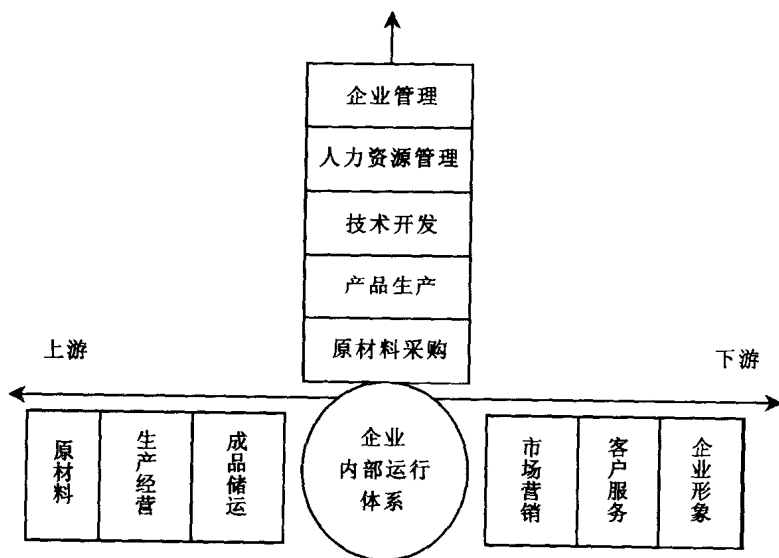 企业管理
人力资源管理
技术开发
产品生产
原材料采购
上游
下游
原材料
生产经营
成品储运
企业
内部运行
体系
市场营销
客户服务
企业形象